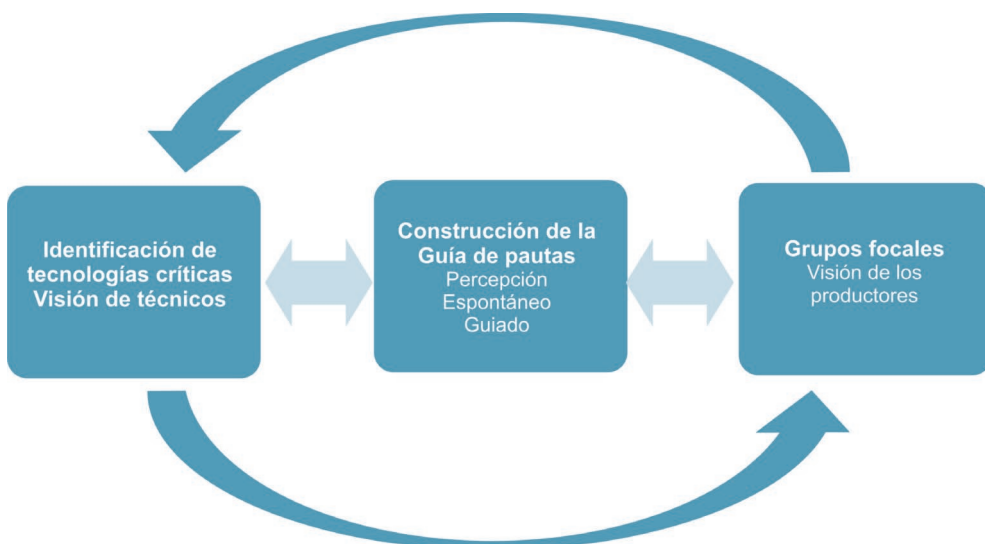 Identificación de
tecnologías críticas
Visión de técnicos
Construcción de la
Guía de pautas
Percepción
Espontáneo
Guiado
Grupos focales
Visión de los
productores